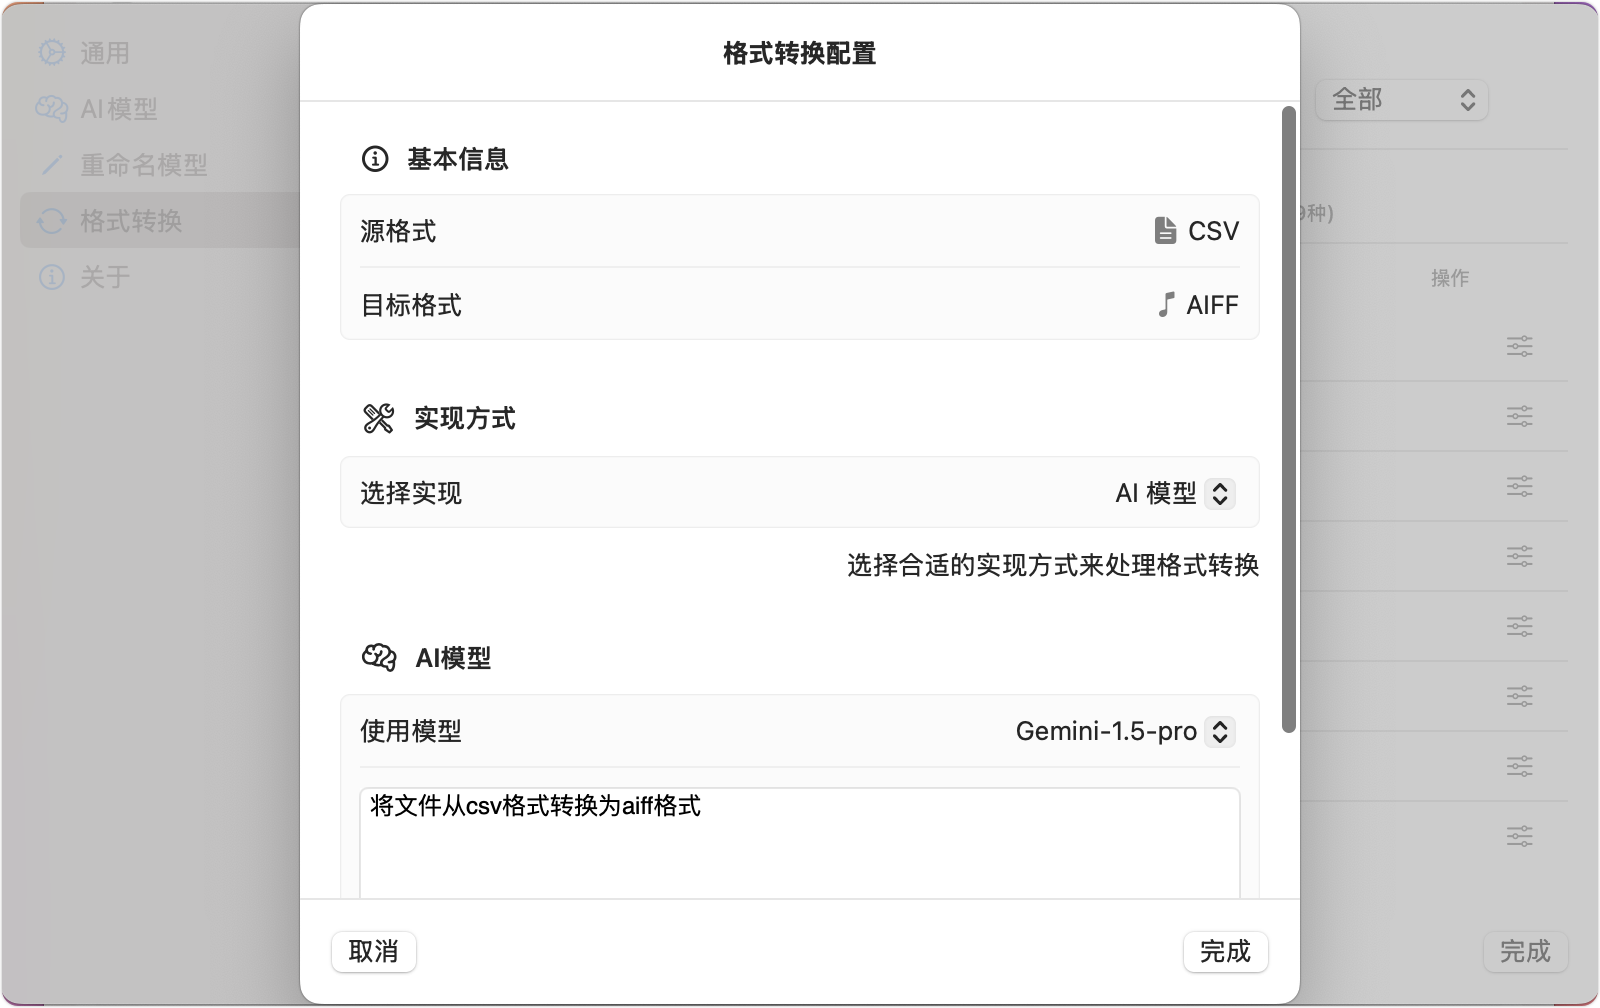 通用
AI 模型
重命名模型
格式转换
关于
格式转换配置
基本信息
源格式
CSV
目标格式
AIFF
实现方式
选择实现
AI 模型
选择合适的实现方式来处理格式转换
AI模型
使用模型
Gemini-1.5-pro
将文件从csv格式转换为aiff格式
取消
完成
全部
9种)
操作
完成